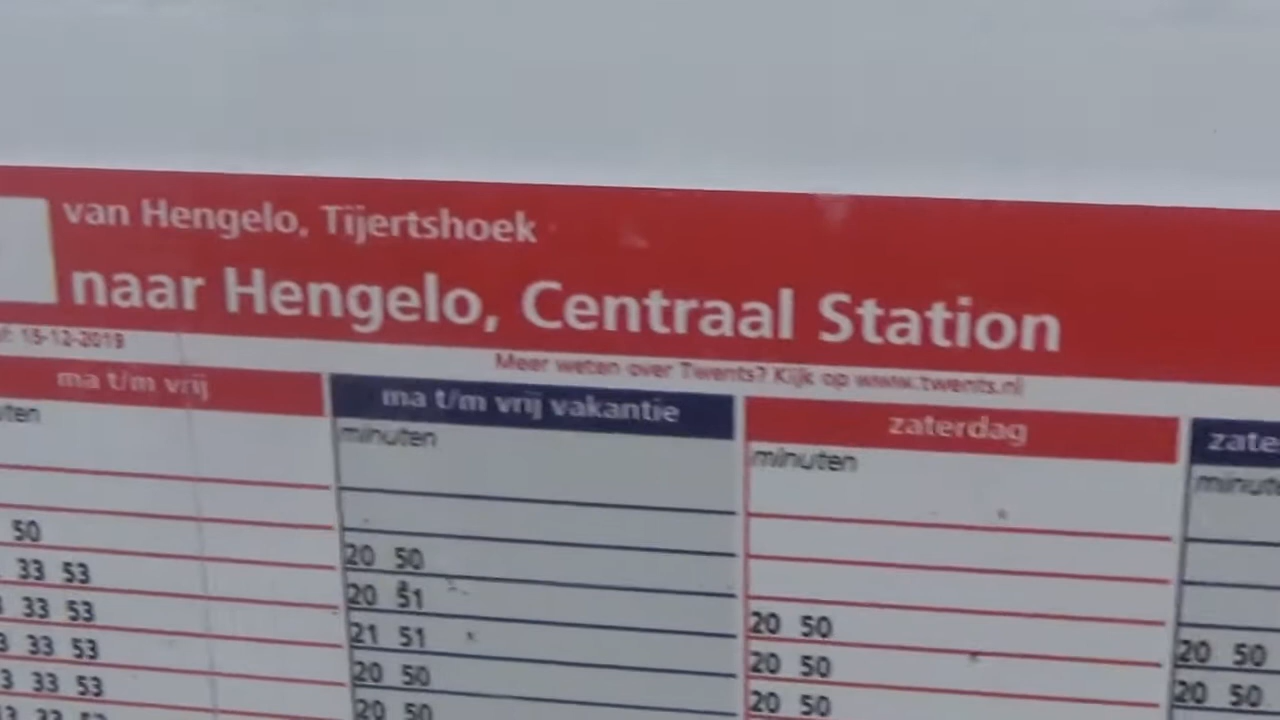 van Hengelo, Tijertshoek
naar Hengelo, Centraal Station
15-12-2019
Meer weten over Twents? Kijk op www.twents.nl
ma t/m vrij
ma t/m vrij vakantie
zaterdag
minuten
minuten
50
33 53
33 53
33 53
33 53
20 50
20 51
21 51
20 50
20 50
20 50
20 50
20 50
20 50
20 50